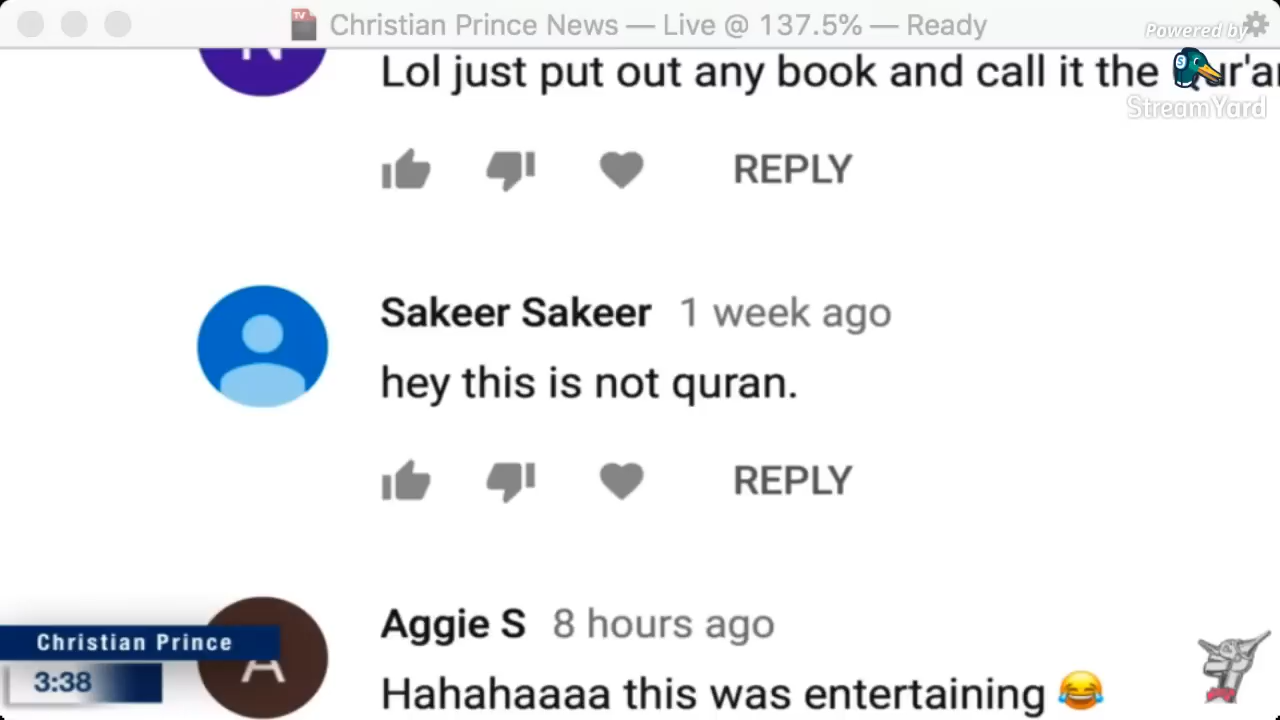 Christian Prince News — Live @ 137.5% — Ready
Powered by
StreamYard
Lol just put out any book and call it the
REPLY
Sakeer Sakeer 1 week ago
hey this is not quran.
REPLY
Aggie S 8 hours ago
Hahahaaaa this was entertaining 😂
Christian Prince
3:38